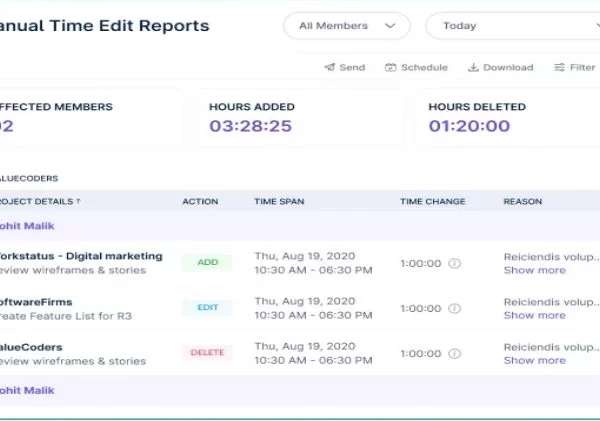 anual Time Edit Reports
All Members
Today
Send
Schedule
Download
Filter
FFECTED MEMBERS
02
HOURS ADDED
03:28:25
HOURS DELETED
01:20:00
ALUECODERS
ROJECT DETAILS ↑ ACTION TIME SPAN TIME CHANGE REASON
ohit Malik
orkstatus - Digital marketing
eview wireframes & stories
ADD
Thu, Aug 19, 2020
10:30 AM - 06:30 PM
1:00:00
Reiciendis volup..
Show more
oftwareFirms
reate Feature List for R3
EDIT
Thu, Aug 19, 2020
10:30 AM - 06:30 PM
1:00:00
Reiciendis volup..
Show more
alueCoders
eview wireframes & stories
DELETE
Thu, Aug 19, 2020
10:30 AM - 06:30 PM
1:00:00
Reiciendis volup..
Show more
ohit Malik